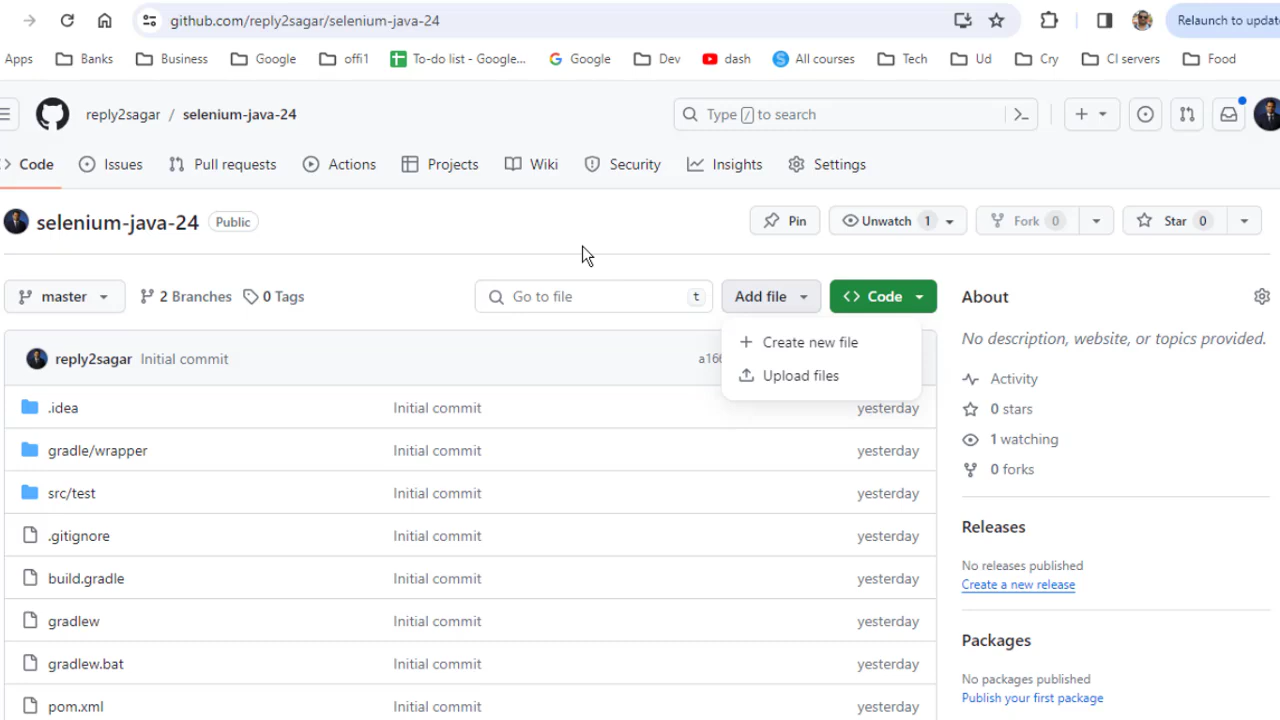 github.com/reply2sagar/selenium-java-24
Relaunch to updat
Apps Banks Business Google offi1 To-do list - Google... Google Dev dash All courses Tech Ud Cry CI servers Food
reply2sagar / selenium-java-24 Type / to search
Code Issues Pull requests Actions Projects Wiki Security Insights Settings
selenium-java-24 Public Pin Unwatch 1 Fork 0 Star 0
master 2 Branches 0 Tags Go to file t Add file <> Code About
Create new file
Upload files
No description, website, or topics provided.
reply2sagar Initial commit a166
Activity
.idea Initial commit yesterday
0 stars
1 watching
gradle/wrapper Initial commit yesterday
0 forks
src/test Initial commit yesterday
Releases
.gitignore Initial commit yesterday
No releases published
build.gradle Initial commit yesterday
Create a new release
gradlew Initial commit yesterday
Packages
gradlew.bat Initial commit yesterday
No packages published
Publish your first package
pom.xml Initial commit yesterday